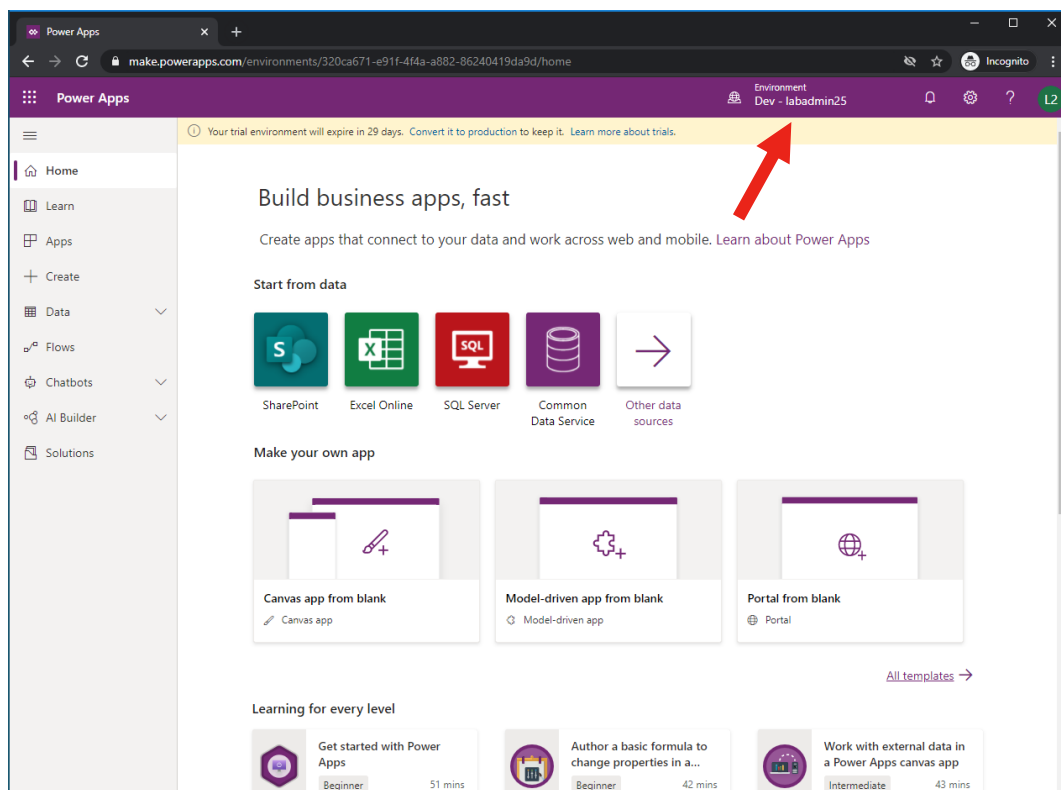 Power Apps
make.powerapps.com/environments/320ca671-e91f-4f4a-a882-86240419da9d/home
Incognito
Power Apps
Environment
Dev - labadmin25
L2
Your trial environment will expire in 29 days. Convert it to production to keep it. Learn more about trials.
Home
Learn
Apps
Create
Data
Flows
Chatbots
AI Builder
Solutions
Build business apps, fast
Create apps that connect to your data and work across web and mobile. Learn about Power Apps
Start from data
S
X
SQL
SharePoint
Excel Online
SQL Server
Common
Data Service
Other data
sources
Make your own app
Canvas app from blank
Canvas app
Model-driven app from blank
Model-driven app
Portal from blank
Portal
All templates
Learning for every level
Get started with Power
Apps
Beginner 51 mins
Author a basic formula to
change properties in a...
Beginner 42 mins
Work with external data in
a Power Apps canvas app
Intermediate 43 mins